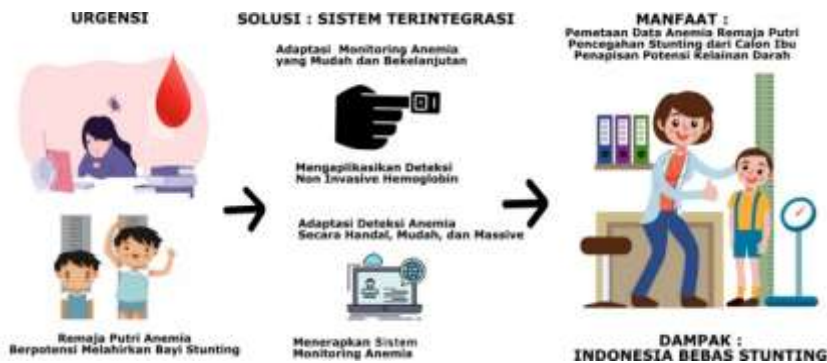 URGENSI
Remaja Putri Anemia
Berpotensi Melahirkan Bayi Stunting
SOLUSI : SISTEM TERINTEGRASI
Adaptasi Monitoring Anemia
yang Mudah dan Bekelanjutan
Mengaplikasikan Deteksi
Non Invasive Hemoglobin
Adaptasi Deteksi Anemia
Secara Handal, Mudah, dan Massive
Menerapkan Sistem
Monitoring Anemia
MANFAAT :
Pemetaan Data Anemia Remaja Putri
Pencegahan Stunting dari Calon Ibu
Penapisan Potensi Kelainan Darah
DAMPAK :
INDONESIA BEBAS STUNTING